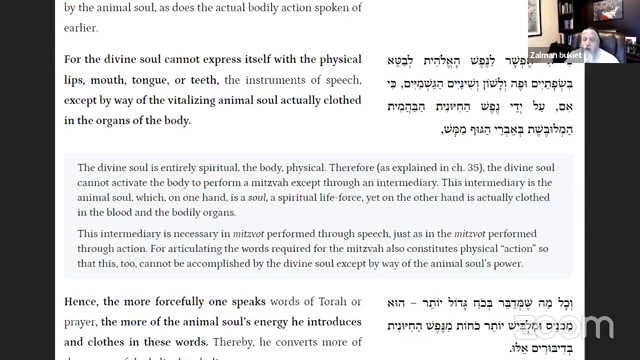 by the animal soul, as does the actual bodily action spoken of
earlier.
Zalman bukiet
For the divine soul cannot express itself with the physical
lips, mouth, tongue, or teeth, the instruments of speech,
except by way of the vitalizing animal soul actually clothed
in the organs of the body.
אֶפְשָׁר לְנֶפֶשׁ הָאֱלֹהִית לְבַטֵּא
בִּשְׂפָתַיִים וּפֶה וְלָשׁוֹן וְשִׁינַּיִים הַגַּשְׁמִיִּים, כִּי
אִם, עַל יְדֵי נֶפֶשׁ הַחִיּוּנִית הַבַּהֲמִית
הַמְלוּבֶּשֶׁת בְּאֶבְרֵי הַגּוּף מַמָּשׁ,
The divine soul is entirely spiritual, the body, physical. Therefore (as explained in ch. 35), the divine soul
cannot activate the body to perform a mitzvah except through an intermediary. This intermediary is the
animal soul, which, on one hand, is a soul, a spiritual life-force, yet on the other hand is actually clothed
in the blood and the bodily organs.
This intermediary is necessary in mitzvot performed through speech, just as in the mitzvot performed
through action. For articulating the words required for the mitzvah also constitutes physical “action” so
that this, too, cannot be accomplished by the divine soul except by way of the animal soul’s power.
Hence, the more forcefully one speaks words of Torah or
prayer, the more of the animal soul’s energy he introduces
and clothes in these words. Thereby, he converts more of
וְכָל מַה שֶּׁמְּדַבֵּר בְּכֹחַ גָּדוֹל יוֹתֵר – הוּא
מַכְנִיס וּמַלְבִּישׁ יוֹתֵר כֹּחוֹת מִנֶּפֶשׁ הַחִיּוּנִית
בְּדִיבּוּרִים אֵלּוּ.
zoom